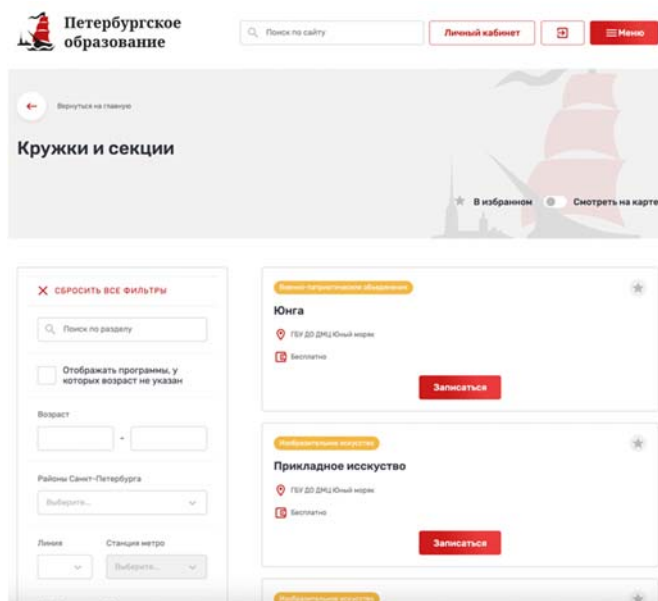 Петербургское
образование
Поиск по сайту
Личный кабинет
Меню
Вернуться на главную
Кружки и секции
В избранном
Смотреть на карте
СБРОСИТЬ ВСЕ ФИЛЬТРЫ
Поиск по разделу
Отображать программы, у
которых возраст не указан
Возраст
-
Районы Санкт-Петербурга
Выберите...
Линия
Станция метро
Выберите...
Военно-патриотическое объединение
Юнга
ГБУ ДО ДМЦ Юный моряк
Бесплатно
Записаться
Изобразительное искусство
Прикладное исскуство
ГБУ ДО ДМЦ Юный моряк
Бесплатно
Записаться
Изобразительное искусство